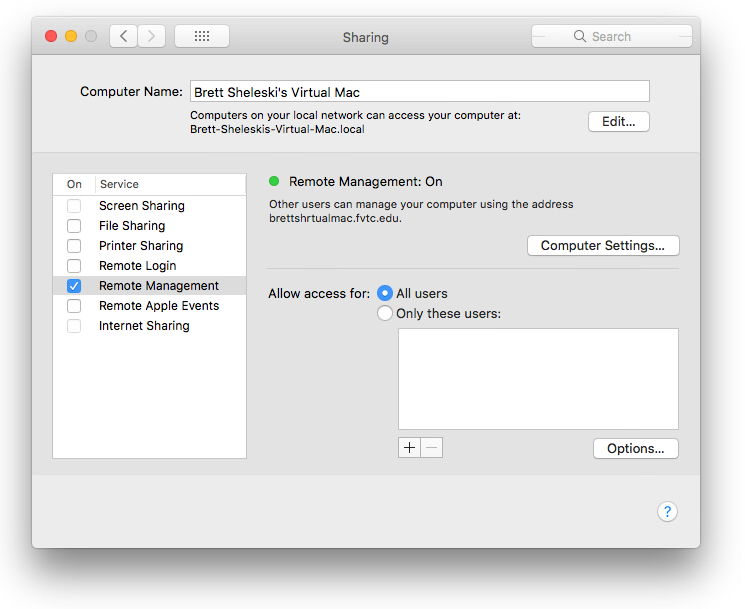 Sharing
Search
Computer Name: Brett Sheleski's Virtual Mac
Computers on your local network can access your computer at:
Brett-Sheleskis-Virtual-Mac.local
Edit...
On Service
Screen Sharing
File Sharing
Printer Sharing
Remote Login
Remote Management
Remote Apple Events
Internet Sharing
Remote Management: On
Other users can manage your computer using the address
brettshrtualmac.fvtc.edu.
Computer Settings...
Allow access for: All users
Only these users:
+ −
Options...
?